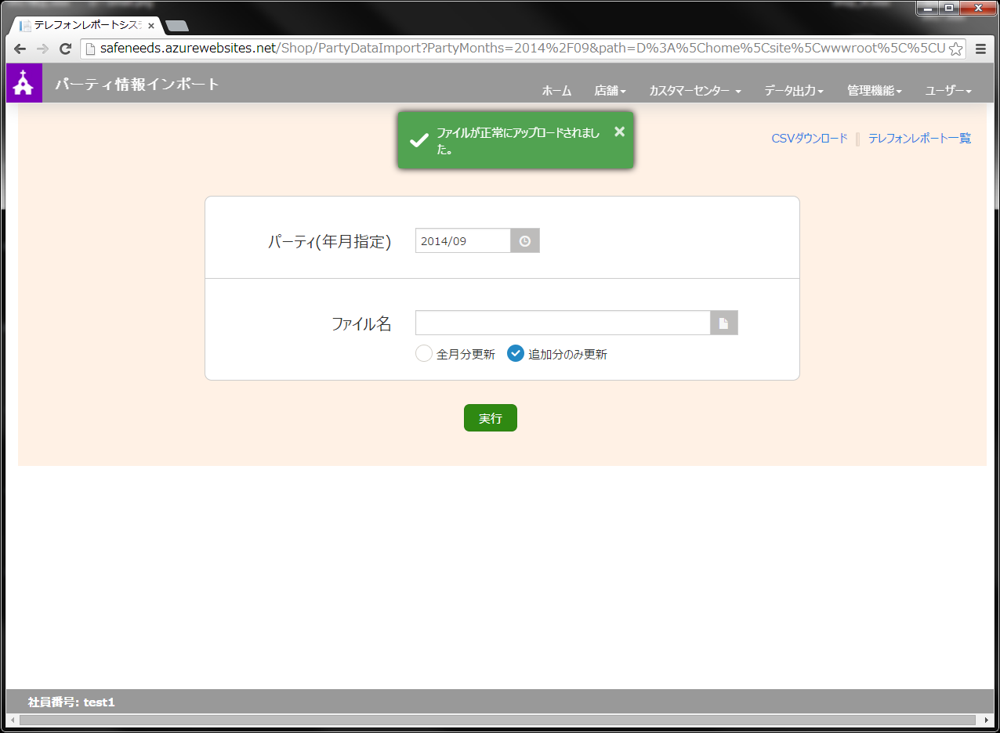 テレフォンレポートシステ
safeneeds.azurewebsites.net/Shop/PartyDataImport?PartyMonths=2014%2F09&path=D%3A%5Chome%5Csite%5Cwwwroot%5C%5CU
パーティ情報インポート
ホーム 店舗 カスタマーセンター データ出力 管理機能 ユーザー
ファイルが正常にアップロードされまし
た。
CSVダウンロード テレフォンレポート一覧
パーティ(年月指定) 2014/09
ファイル名
全月分更新 追加分のみ更新
実行
社員番号: test1